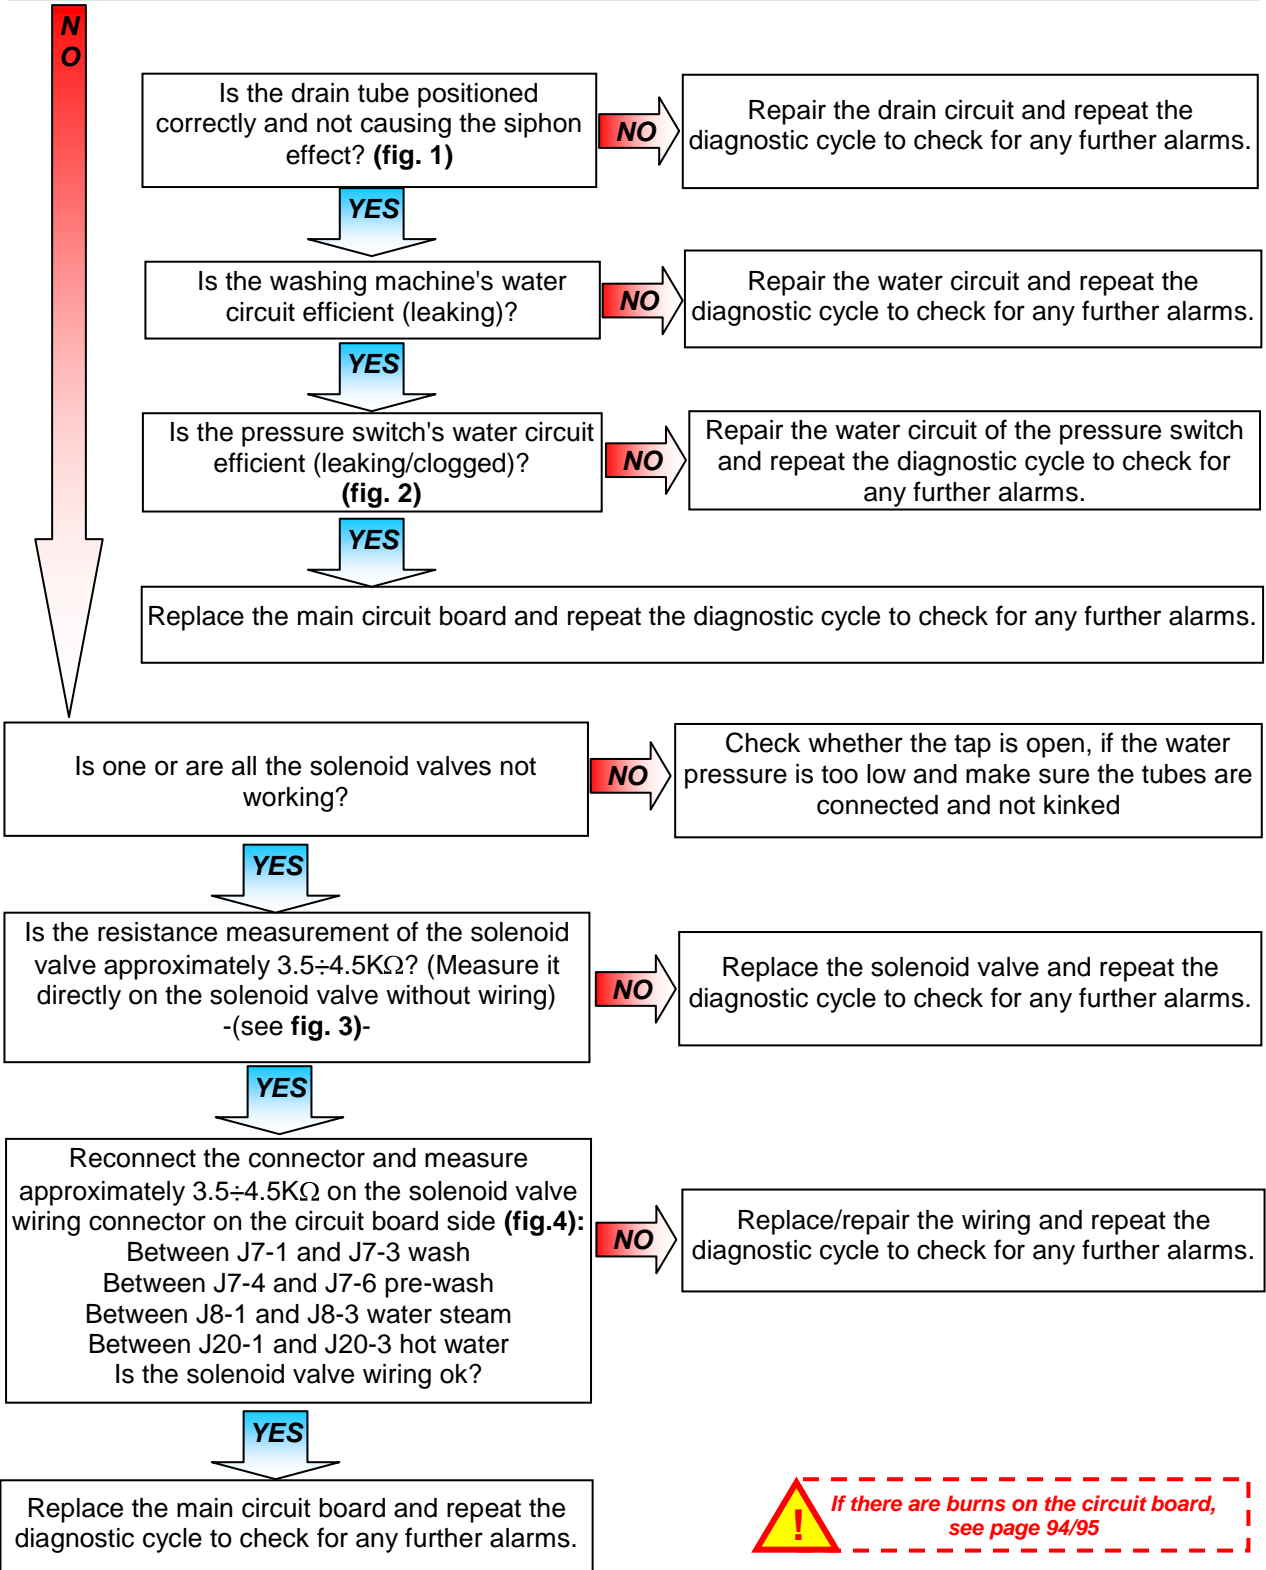 N
O
Is the drain tube positioned
correctly and not causing the siphon
effect? (fig. 1)
NO
Repair the drain circuit and repeat the
diagnostic cycle to check for any further alarms.
YES
Is the washing machine's water
circuit efficient (leaking)?
NO
Repair the water circuit and repeat the
diagnostic cycle to check for any further alarms.
YES
Is the pressure switch's water circuit
efficient (leaking/clogged)?
(fig. 2)
NO
Repair the water circuit of the pressure switch
and repeat the diagnostic cycle to check for
any further alarms.
YES
Replace the main circuit board and repeat the diagnostic cycle to check for any further alarms.
Is one or are all the solenoid valves not
working?
NO
Check whether the tap is open, if the water
pressure is too low and make sure the tubes are
connected and not kinked
YES
Is the resistance measurement of the solenoid
valve approximately 3.5÷4.5KΩ? (Measure it
directly on the solenoid valve without wiring)
-(see fig. 3)-
NO
Replace the solenoid valve and repeat the
diagnostic cycle to check for any further alarms.
YES
Reconnect the connector and measure
approximately 3.5÷4.5KΩ on the solenoid valve
wiring connector on the circuit board side (fig.4):
Between J7-1 and J7-3 wash
Between J7-4 and J7-6 pre-wash
Between J8-1 and J8-3 water steam
Between J20-1 and J20-3 hot water
Is the solenoid valve wiring ok?
NO
Replace/repair the wiring and repeat the
diagnostic cycle to check for any further alarms.
YES
Replace the main circuit board and repeat the
diagnostic cycle to check for any further alarms.
!
If there are burns on the circuit board,
see page 94/95